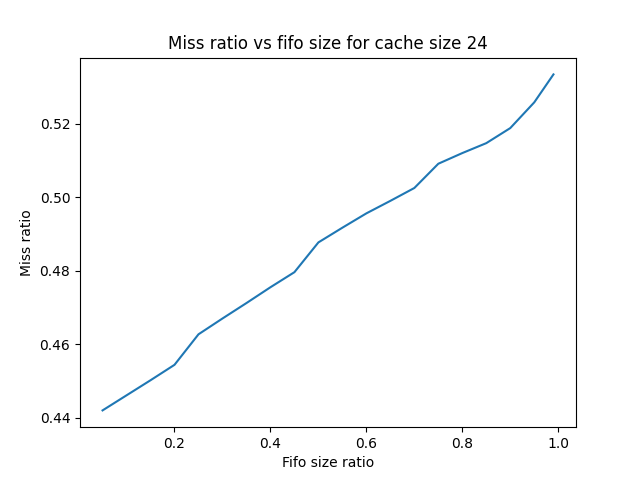 Miss ratio vs fifo size for cache size 24
Miss ratio
0.52
0.50
0.48
0.46
0.44
0.2 0.4 0.6 0.8 1.0
Fifo size ratio